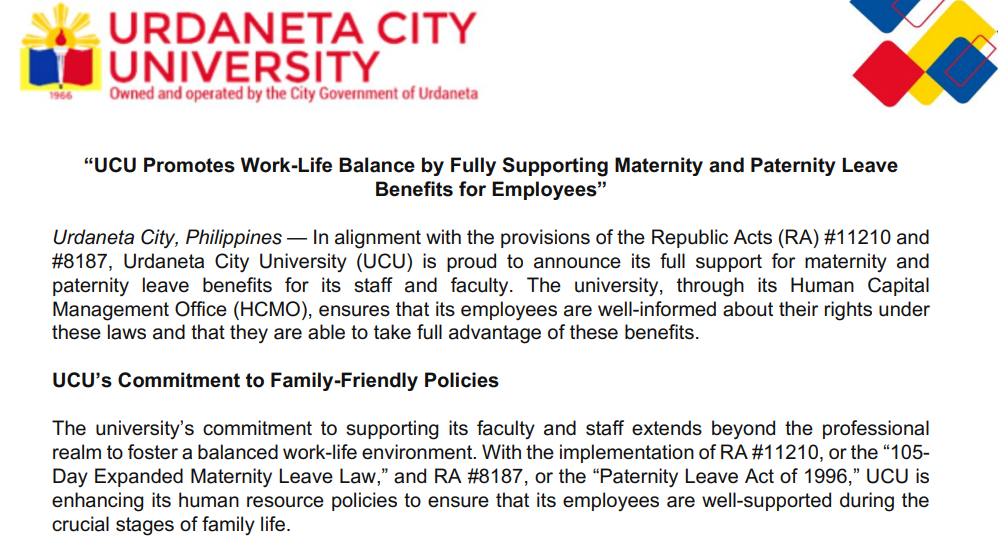 URDANETA CITY
UNIVERSITY
1966
Owned and operated by the City Government of Urdaneta
“UCU Promotes Work-Life Balance by Fully Supporting Maternity and Paternity Leave
Benefits for Employees”
Urdaneta City, Philippines — In alignment with the provisions of the Republic Acts (RA) #11210 and
#8187, Urdaneta City University (UCU) is proud to announce its full support for maternity and
paternity leave benefits for its staff and faculty. The university, through its Human Capital
Management Office (HCMO), ensures that its employees are well-informed about their rights under
these laws and that they are able to take full advantage of these benefits.
UCU’s Commitment to Family-Friendly Policies
The university’s commitment to supporting its faculty and staff extends beyond the professional
realm to foster a balanced work-life environment. With the implementation of RA #11210, or the “105-
Day Expanded Maternity Leave Law,” and RA #8187, or the “Paternity Leave Act of 1996,” UCU is
enhancing its human resource policies to ensure that its employees are well-supported during the
crucial stages of family life.